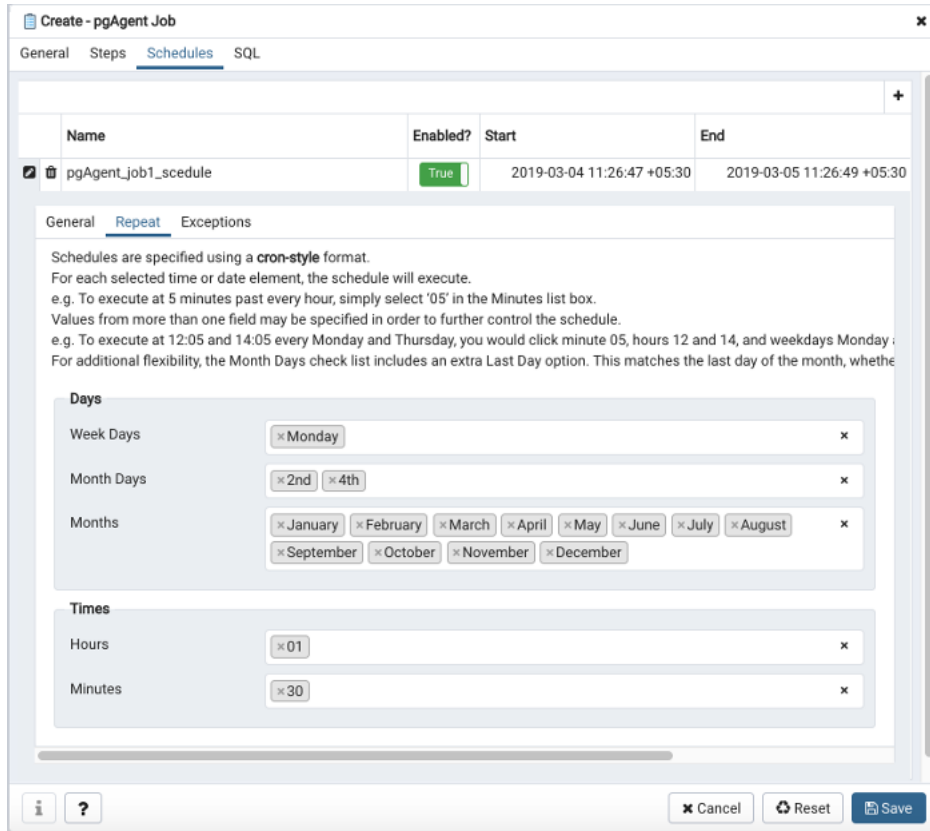 Create - pgAgent Job
General Steps Schedules SQL
Name Enabled? Start End
pgAgent_job1_scedule True 2019-03-04 11:26:47 +05:30 2019-03-05 11:26:49 +05:30
General Repeat Exceptions
Schedules are specified using a cron-style format.
For each selected time or date element, the schedule will execute.
e.g. To execute at 5 minutes past every hour, simply select ‘05’ in the Minutes list box.
Values from more than one field may be specified in order to further control the schedule.
e.g. To execute at 12:05 and 14:05 every Monday and Thursday, you would click minute 05, hours 12 and 14, and weekdays Monday
For additional flexibility, the Month Days check list includes an extra Last Day option. This matches the last day of the month,
Days
Week Days ×Monday
Month Days ×2nd ×4th
Months ×January ×February ×March ×April ×May ×June ×July ×August
×September ×October ×November ×December
Times
Hours ×01
Minutes ×30
i ? Cancel Reset Save